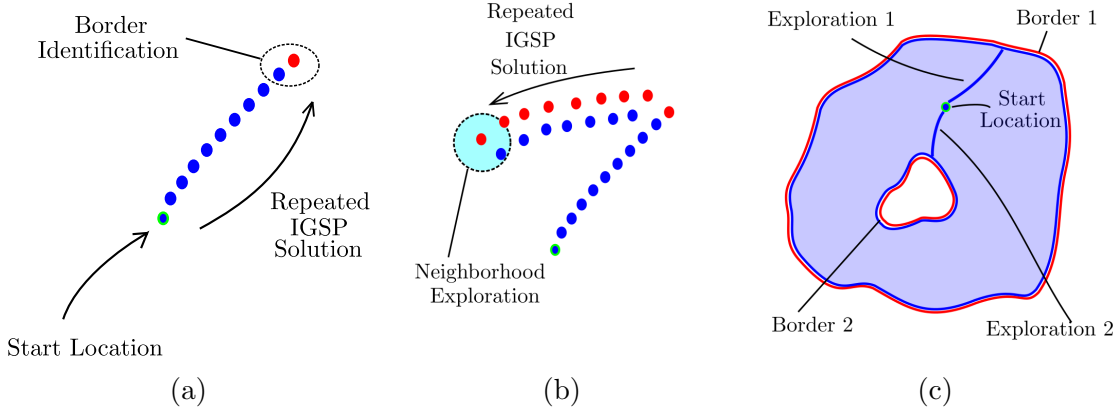 Border
Identification
Repeated
IGSP
Solution
Start Location
(a)
Repeated
IGSP
Solution
Neighborhood
Exploration
(b)
Exploration 1
Border 1
Start
Location
Border 2
Exploration 2
(c)